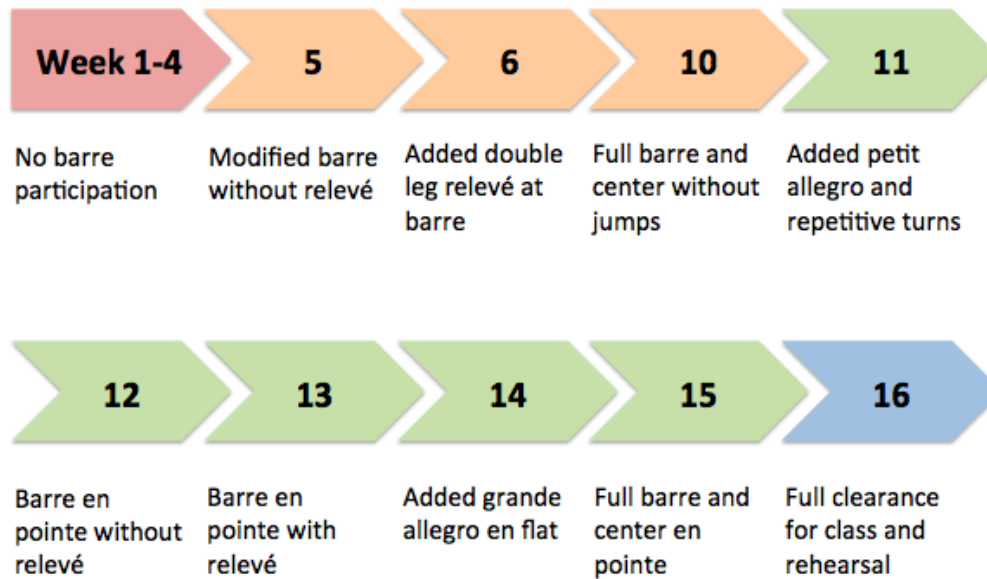 Week 1-4
5
6
10
11
No barre
participation
Modified barre
without relevé
Added double
leg relevé at
barre
Full barre and
center without
jumps
Added petit
allegro and
repetitive turns
12
13
14
15
16
Barre en
pointe without
relevé
Barre en
pointe with
relevé
Added grande
allegro en flat
Full barre and
center en
pointe
Full clearance
for class and
rehearsal